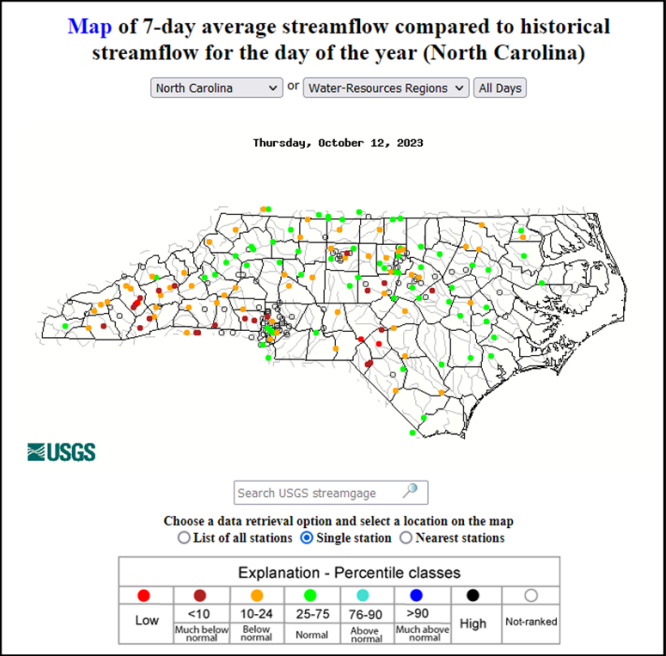 Map of 7-day average streamflow compared to historical
streamflow for the day of the year (North Carolina)
North Carolina or Water-Resources Regions All Days
Thursday, October 12, 2023
USGS
Search USGS streamgage
Choose a data retrieval option and select a location on the map
List of all stations Single station Nearest stations
Explanation - Percentile classes
Low <10 10-24 25-75 76-90 >90 High Not-ranked
Much below normal Below normal Normal Above normal Much above normal